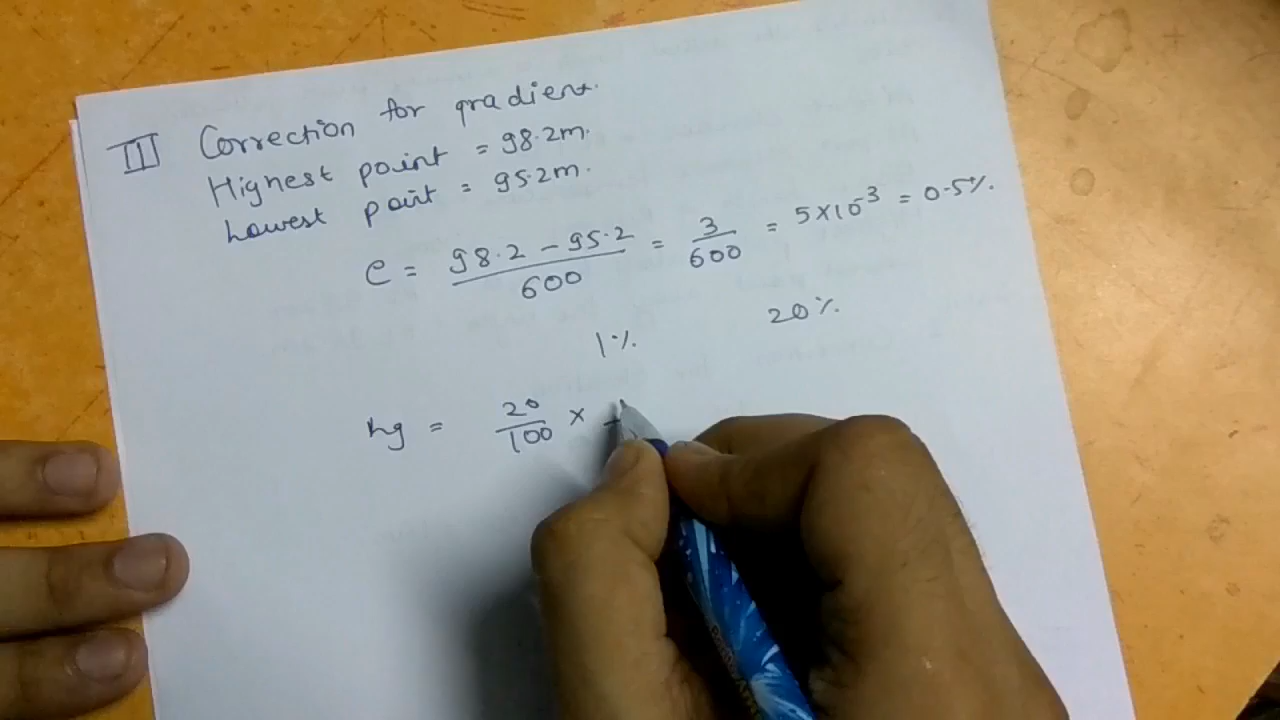 III Correction for gradient.
Highest point = 98.2m.
Lowest point = 95.2m.
e = 98.2 - 95.2 / 600 = 3 / 600 = 5×10⁻³ = 0.5%.
1%. 20%.
hg = 20 / 100 ×